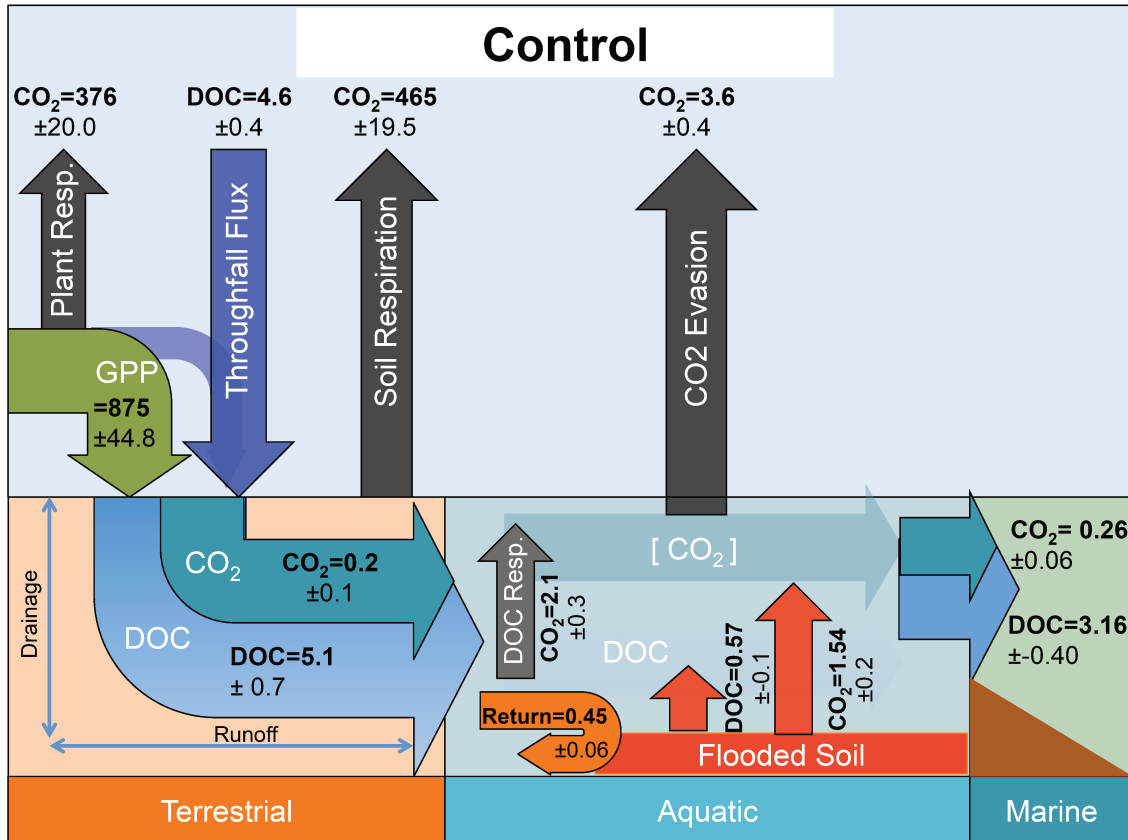 Control
CO₂=376
±20.0
DOC=4.6
±0.4
CO₂=465
±19.5
CO₂=3.6
±0.4
Plant Resp.
Throughfall Flux
Soil Respiration
CO2 Evasion
GPP
=875
±44.8
Drainage
Runoff
CO₂
CO₂=0.2
±0.1
DOC
DOC=5.1
± 0.7
DOC Resp.
CO₂=2.1
±0.3
[ CO₂ ]
DOC
DOC=0.57
±-0.1
CO₂=1.54
±0.2
Return=0.45
±0.06
Flooded Soil
CO₂= 0.26
±0.06
DOC=3.16
±-0.40
Terrestrial
Aquatic
Marine